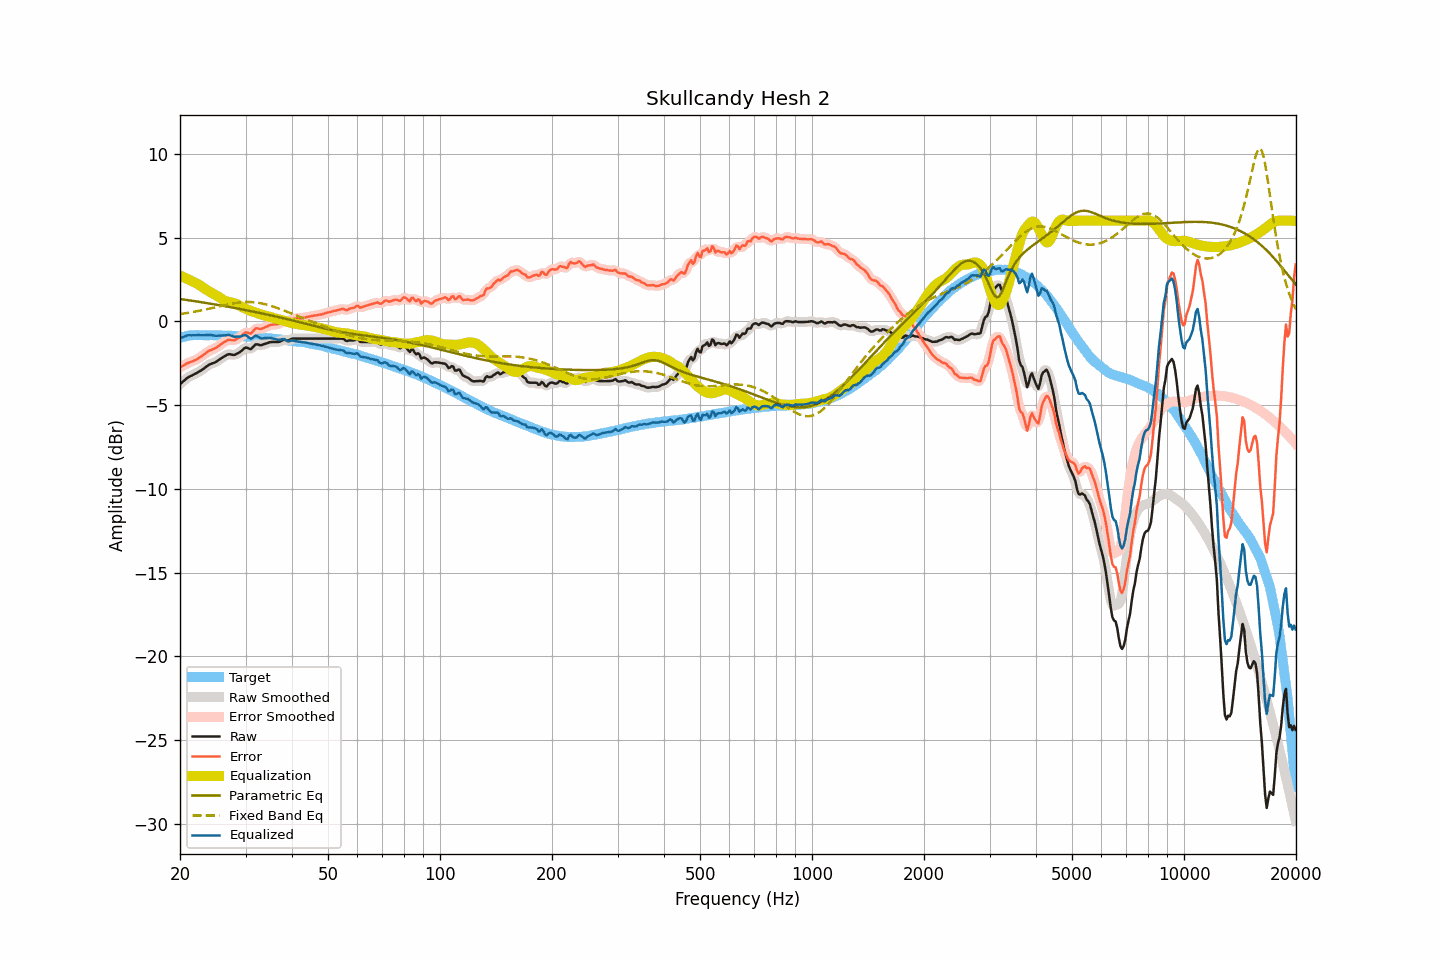 Skullcandy Hesh 2
Amplitude (dBr)
10
5
0
−5
−10
−15
−20
−25
−30
Target
Raw Smoothed
Error Smoothed
Raw
Error
Equalization
Parametric Eq
Fixed Band Eq
Equalized
20 50 100 200 500 1000 2000 5000 10000 20000
Frequency (Hz)